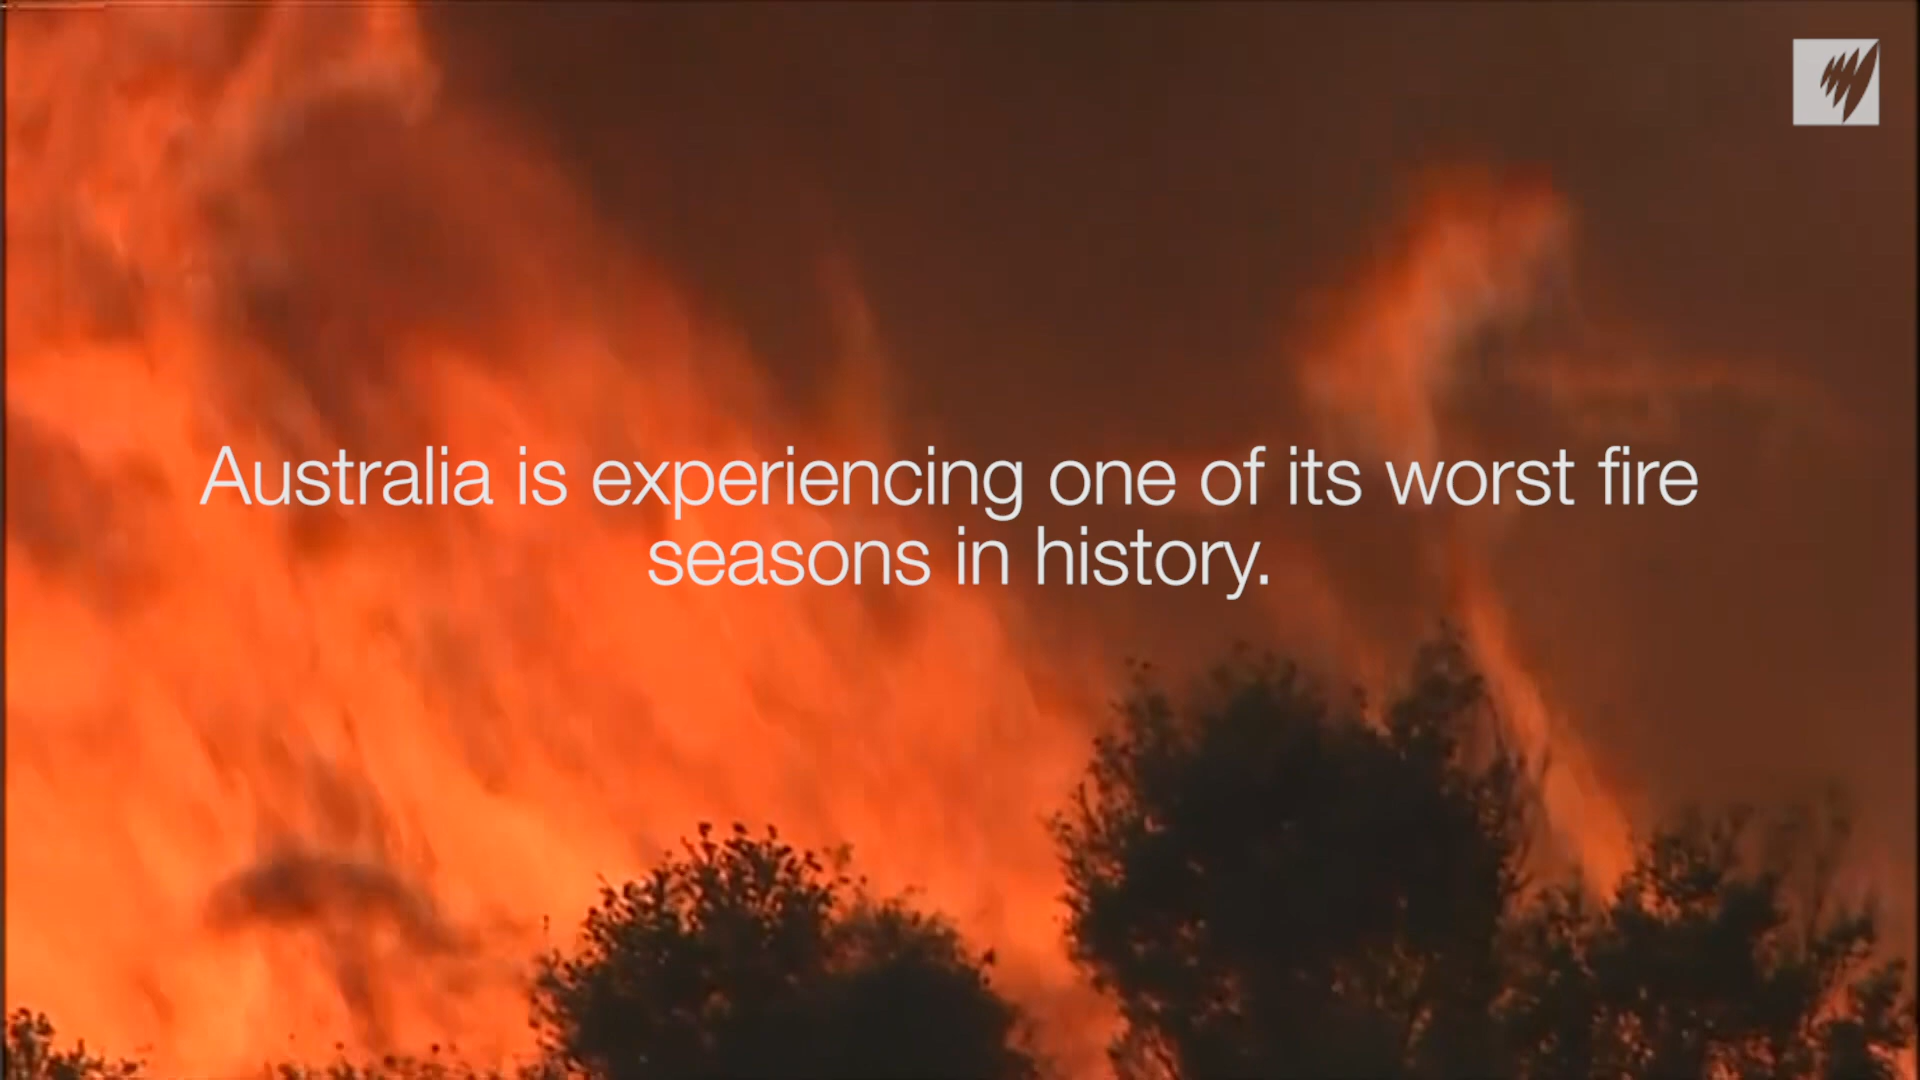 Australia is experiencing one of its worst fire
seasons in history.